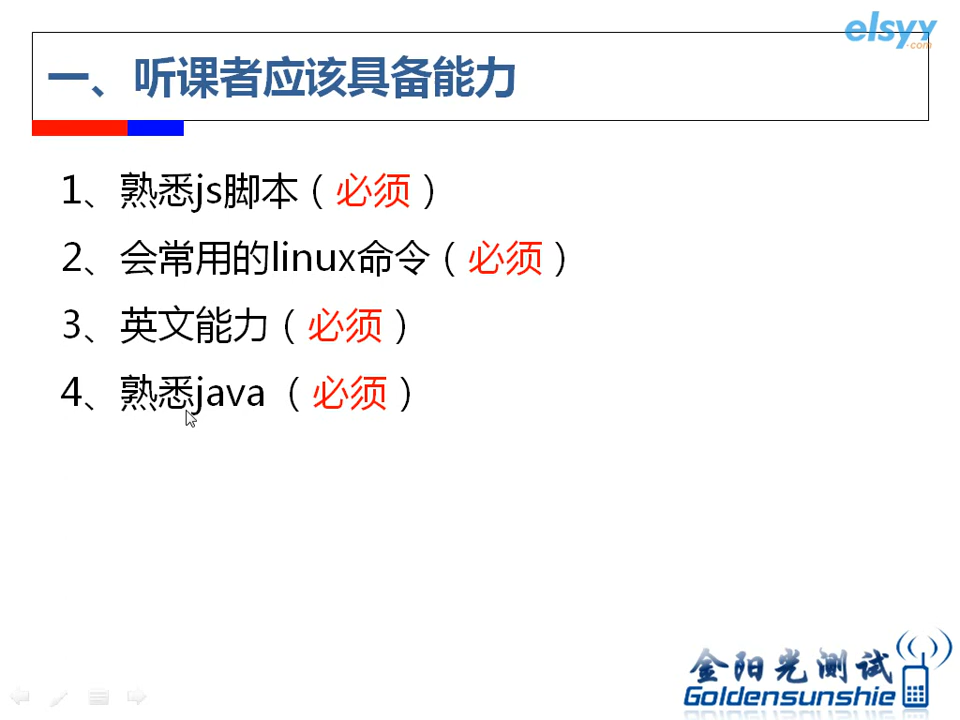 elsyy
.com
一、听课者应该具备能力
1、熟悉js脚本（必须）
2、会常用的linux命令（必须）
3、英文能力（必须）
4、熟悉java（必须）
金阳光测试
Goldensunshie